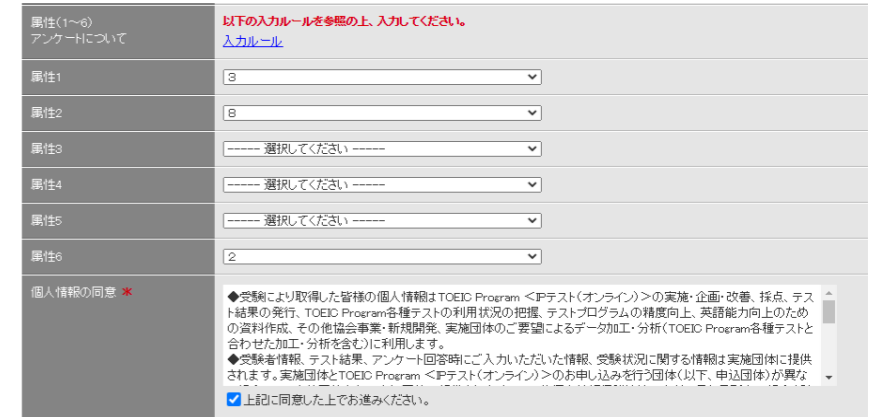 属性(1~6)
アンケートについて
以下の入力ルールを参照の上、入力してください。
入力ルール
属性1
3
属性2
8
属性3
----- 選択してください -----
属性4
----- 選択してください -----
属性5
----- 選択してください -----
属性6
2
個人情報の同意 *
◆受験により取得した皆様の個人情報はTOEIC Program <IPテスト(オンライン)>の実施・企画・改善、採点、テス
ト結果の発行、TOEIC Program各種テストの利用状況の把握、テストプログラムの精度向上、英語能力向上のため
の資料作成、その他協会事業・新規開発、実施団体のご要望によるデータ加工・分析(TOEIC Program各種テストと
合わせた加工・分析を含む)に利用します。
◆受験者情報、テスト結果、アンケート回答時にご入力いただいた情報、受験状況に関する情報は実施団体に提供
されます。実施団体とTOEIC Program <IPテスト(オンライン)>のお申し込みを行う団体(以下、申込団体)が異な
上記に同意した上でお進みください。